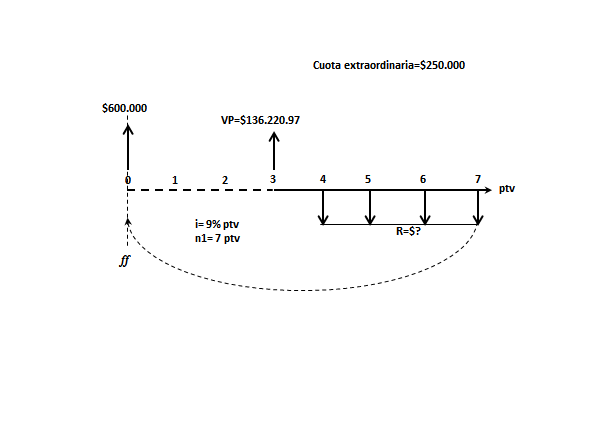 Cuota extraordinaria=$250.000
$600.000
VP=$136.220.97
0 1 2 3 4 5 6 7 ptv
i= 9% ptv
n1= 7 ptv
R=$?
ff